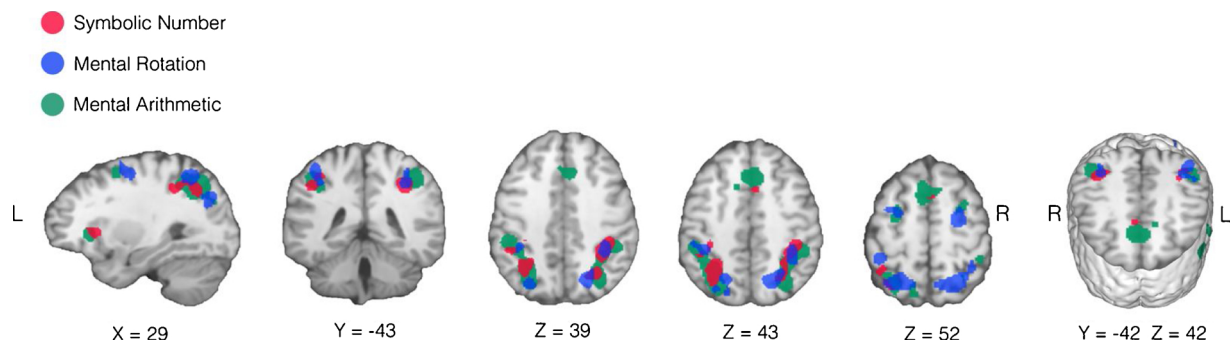 Symbolic Number
Mental Rotation
Mental Arithmetic
L
R
R
L
X = 29
Y = -43
Z = 39
Z = 43
Z = 52
Y = -42 Z = 42